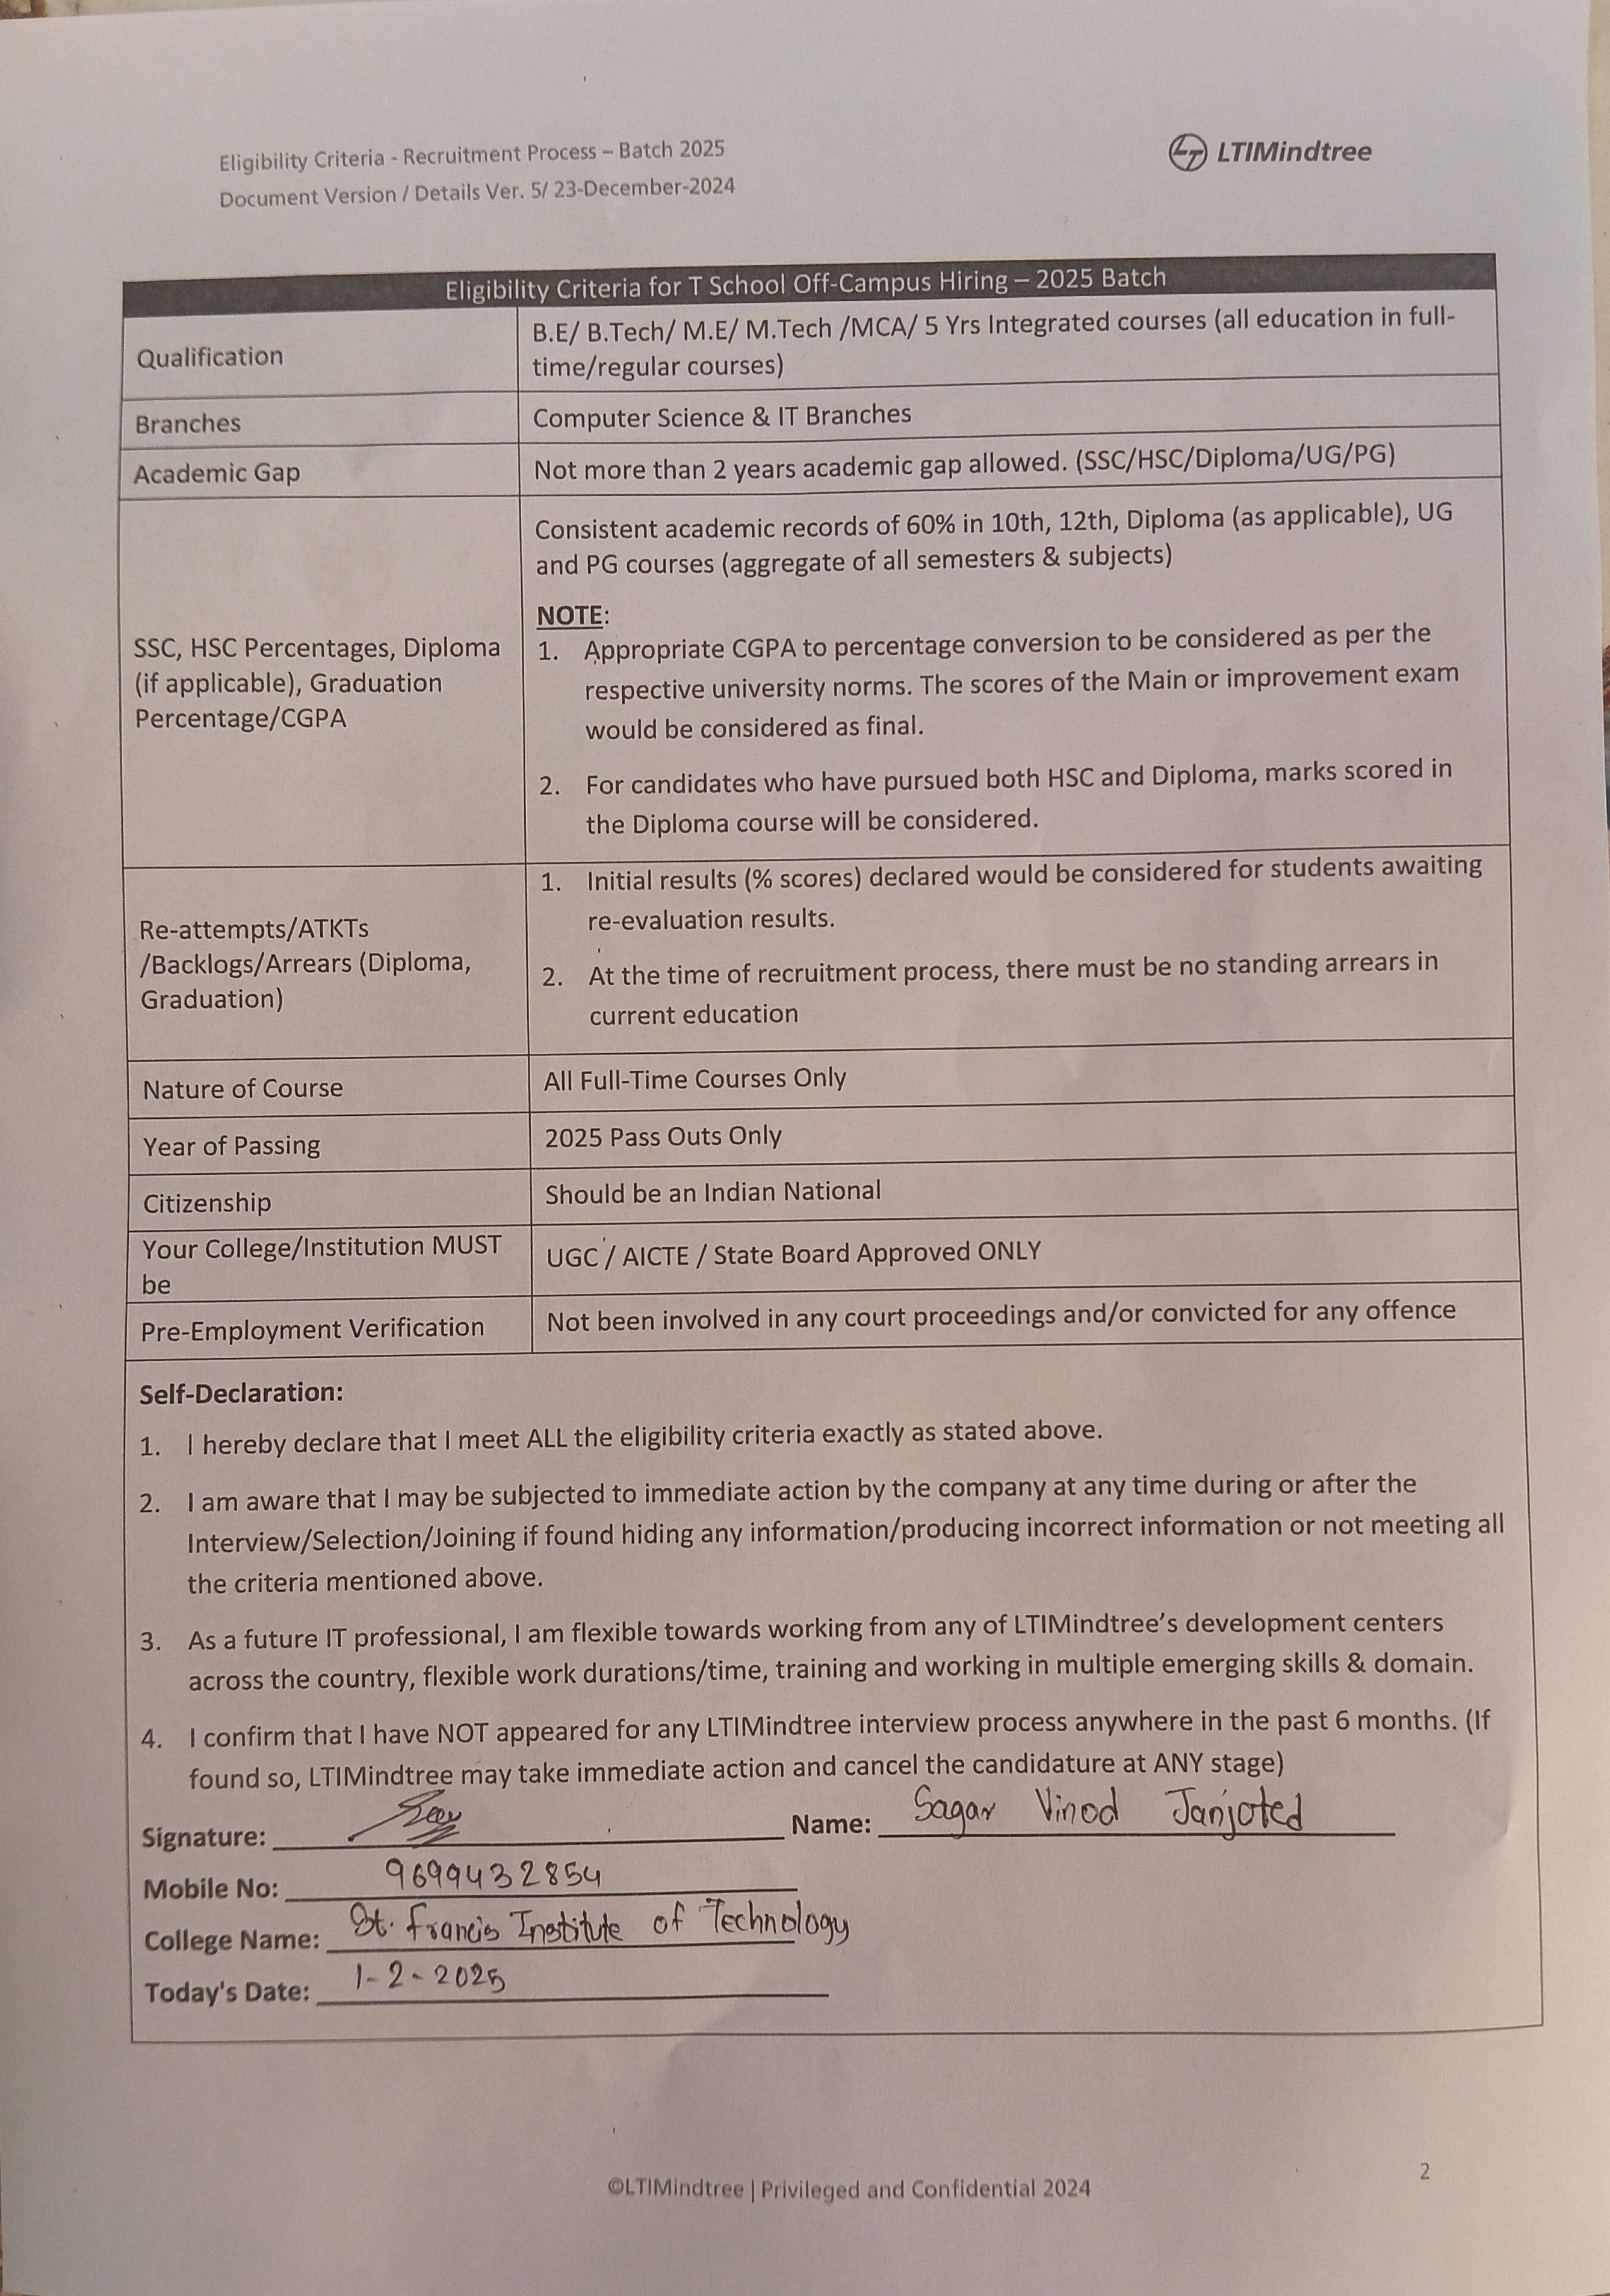 Eligibility Criteria - Recruitment Process – Batch 2025
Document Version / Details Ver. 5/ 23-December-2024
LTIMindtree
Eligibility Criteria for T School Off-Campus Hiring – 2025 Batch
Qualification
B.E/ B.Tech/ M.E/ M.Tech /MCA/ 5 Yrs Integrated courses (all education in full-
time/regular courses)
Branches
Computer Science & IT Branches
Academic Gap
Not more than 2 years academic gap allowed. (SSC/HSC/Diploma/UG/PG)
SSC, HSC Percentages, Diploma
(if applicable), Graduation
Percentage/CGPA
Consistent academic records of 60% in 10th, 12th, Diploma (as applicable), UG
and PG courses (aggregate of all semesters & subjects)
NOTE:
1. Appropriate CGPA to percentage conversion to be considered as per the
respective university norms. The scores of the Main or improvement exam
would be considered as final.
2. For candidates who have pursued both HSC and Diploma, marks scored in
the Diploma course will be considered.
Re-attempts/ATKTs
/Backlogs/Arrears (Diploma,
Graduation)
1. Initial results (% scores) declared would be considered for students awaiting
re-evaluation results.
2. At the time of recruitment process, there must be no standing arrears in
current education
Nature of Course
All Full-Time Courses Only
Year of Passing
2025 Pass Outs Only
Citizenship
Should be an Indian National
Your College/Institution MUST
be
UGC / AICTE / State Board Approved ONLY
Pre-Employment Verification
Not been involved in any court proceedings and/or convicted for any offence
Self-Declaration:
1. I hereby declare that I meet ALL the eligibility criteria exactly as stated above.
2. I am aware that I may be subjected to immediate action by the company at any time during or after the
Interview/Selection/Joining if found hiding any information/producing incorrect information or not meeting all
the criteria mentioned above.
3. As a future IT professional, I am flexible towards working from any of LTIMindtree's development centers
across the country, flexible work durations/time, training and working in multiple emerging skills & domain.
4. I confirm that I have NOT appeared for any LTIMindtree interview process anywhere in the past 6 months. (If
found so, LTIMindtree may take immediate action and cancel the candidature at ANY stage)
Signature: Name: Sagar Vinod Janjoted
Mobile No: 9699432854
College Name: St. Francis Institute of Technology
Today's Date: 1-2-2025
©LTIMindtree | Privileged and Confidential 2024
2